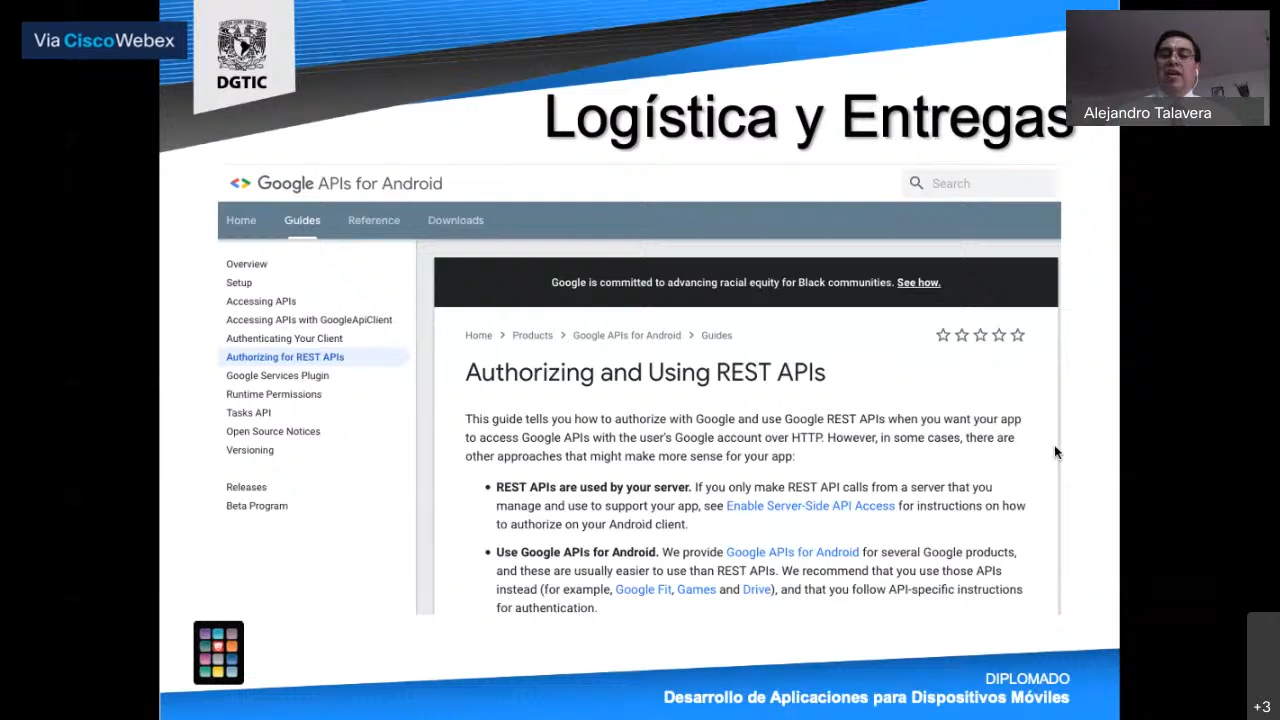 Via CiscoWebex
DGTIC
Alejandro Talavera
Logística y Entregas
Google APIs for Android
Search
Home
Guides
Reference
Downloads
Overview
Setup
Accessing APIs
Accessing APIs with GoogleApiClient
Authenticating Your Client
Authorizing for REST APIs
Google Services Plugin
Runtime Permissions
Tasks API
Open Source Notices
Versioning
Releases
Beta Program
Google is committed to advancing racial equity for Black communities. See how.
Home > Products > Google APIs for Android > Guides
Authorizing and Using REST APIs
This guide tells you how to authorize with Google and use Google REST APIs when you want your app
to access Google APIs with the user's Google account over HTTP. However, in some cases, there are
other approaches that might make more sense for your app:
• REST APIs are used by your server. If you only make REST API calls from a server that you
manage and use to support your app, see Enable Server-Side API Access for instructions on how
to authorize on your Android client.
• Use Google APIs for Android. We provide Google APIs for Android for several Google products,
and these are usually easier to use than REST APIs. We recommend that you use those APIs
instead (for example, Google Fit, Games and Drive), and that you follow API-specific instructions
for authentication.
DIPLOMADO
Desarrollo de Aplicaciones para Dispositivos Móviles
+3